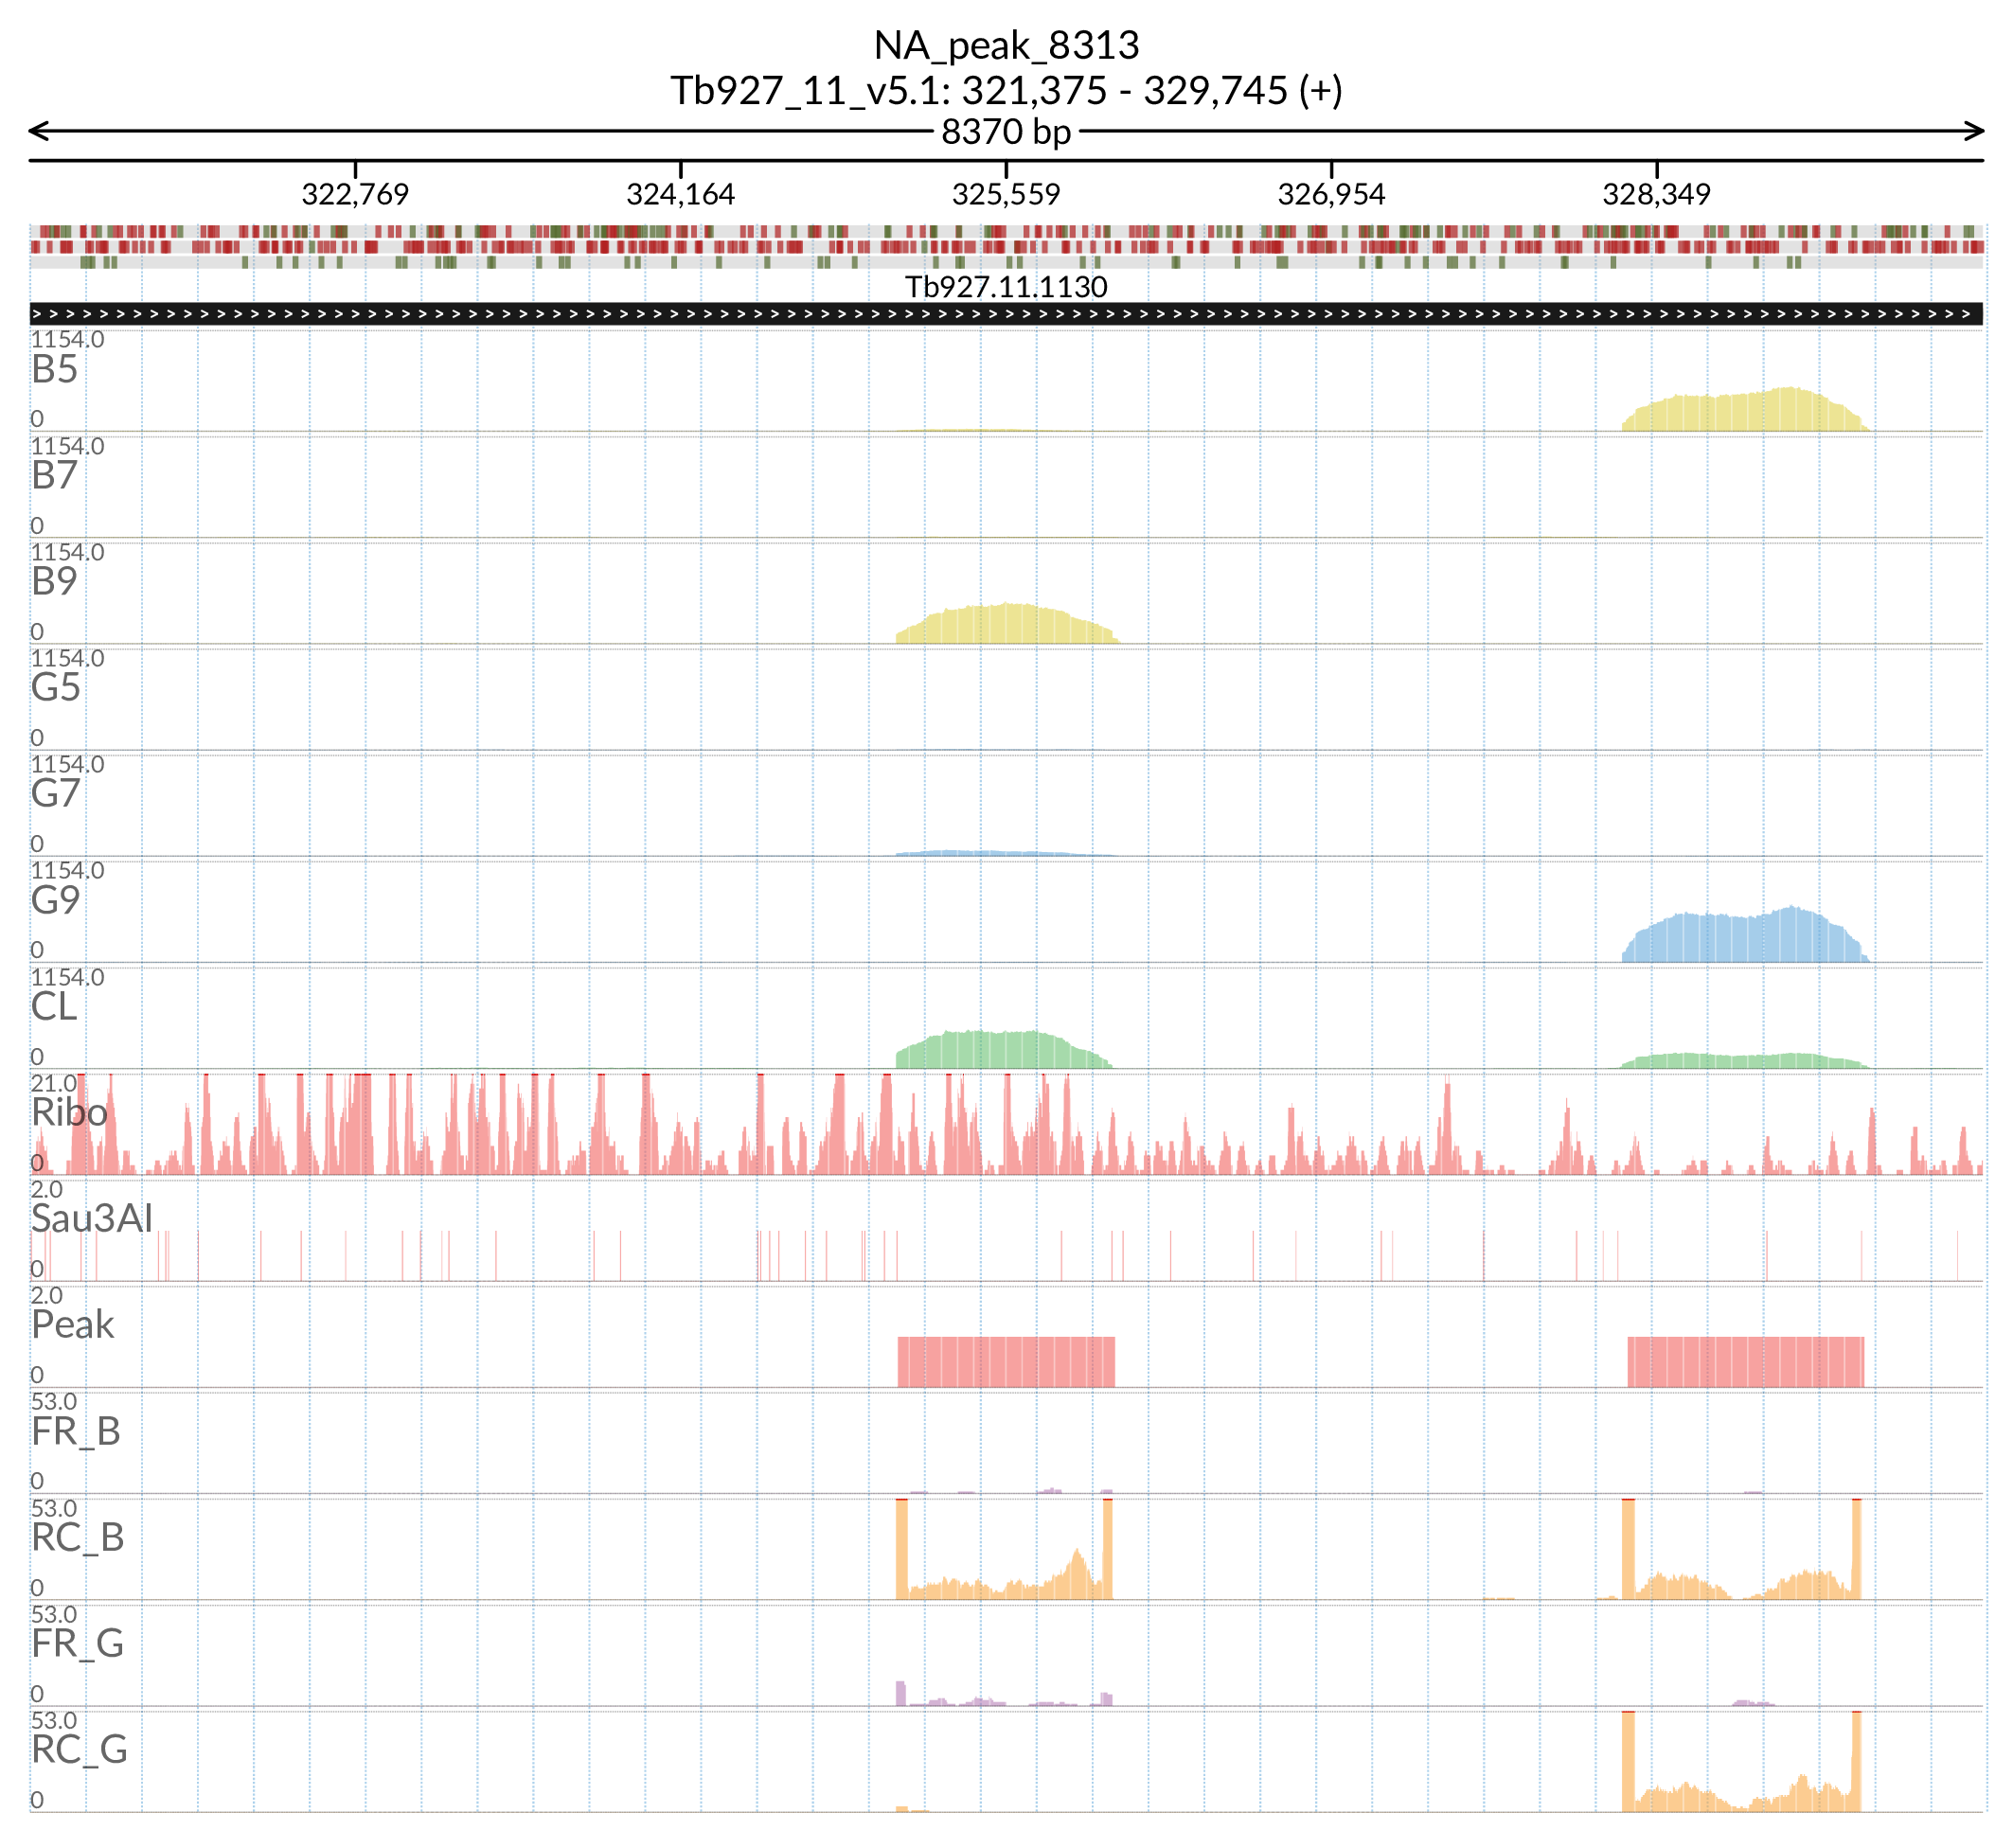 NA_peak_8313
Tb927_11_v5.1: 321,375 - 329,745 (+)
8370 bp
322,769 324,164 325,559 326,954 328,349
Tb927.11.1130
1154.0
B5
0
1154.0
B7
0
1154.0
B9
0
1154.0
G5
0
1154.0
G7
0
1154.0
G9
0
1154.0
CL
0
21.0
Ribo
0
2.0
Sau3AI
0
2.0
Peak
0
53.0
FR_B
0
53.0
RC_B
0
53.0
FR_G
0
53.0
RC_G
0